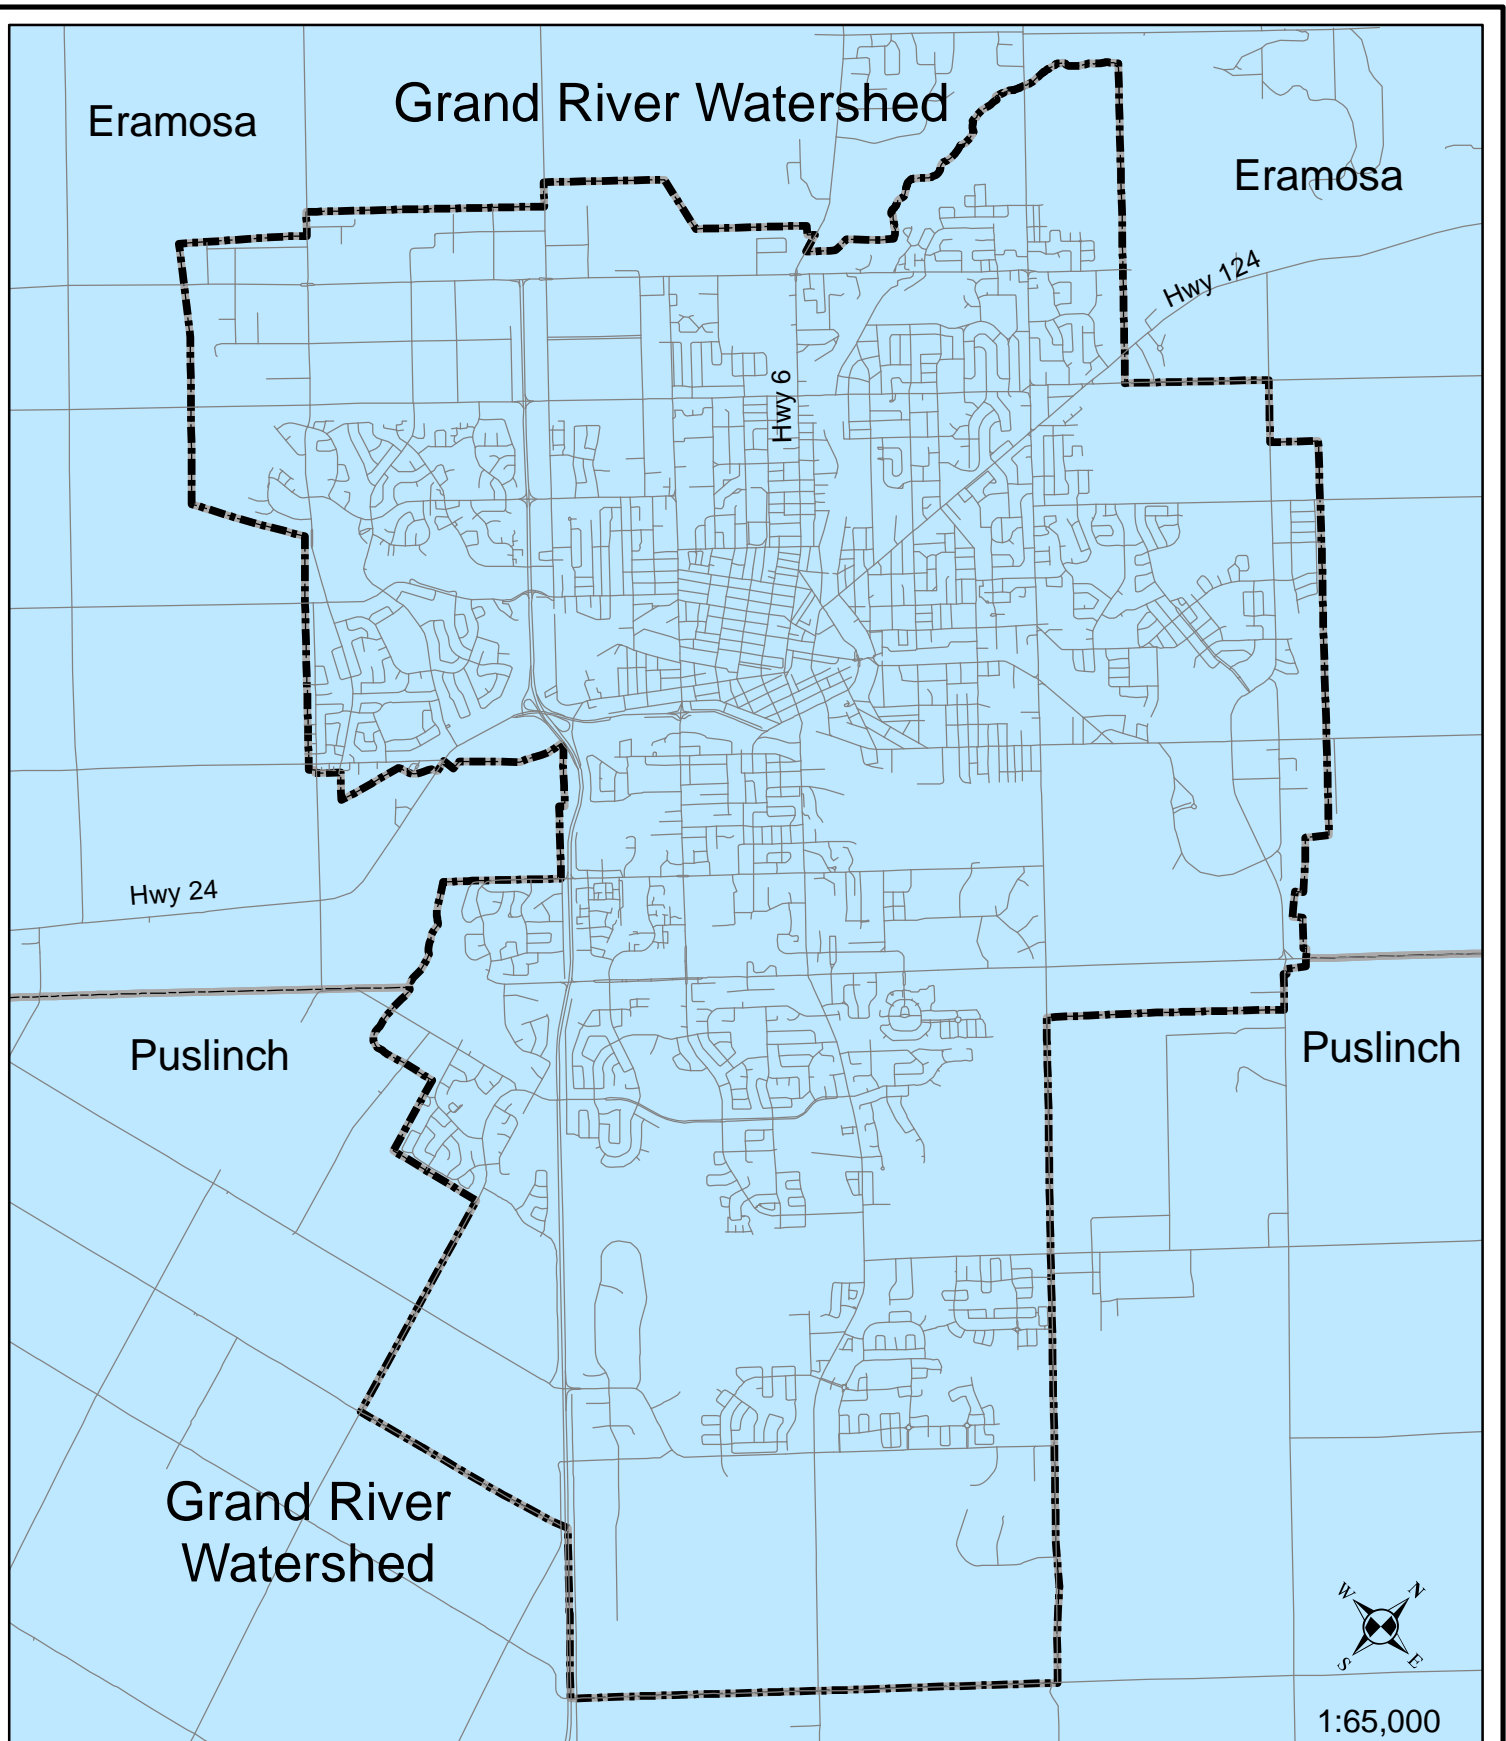 Grand River Watershed
Eramosa
Eramosa
Hwy 124
Hwy 6
Hwy 24
Puslinch
Puslinch
Grand River
Watershed
W
N
S
E
1:65,000